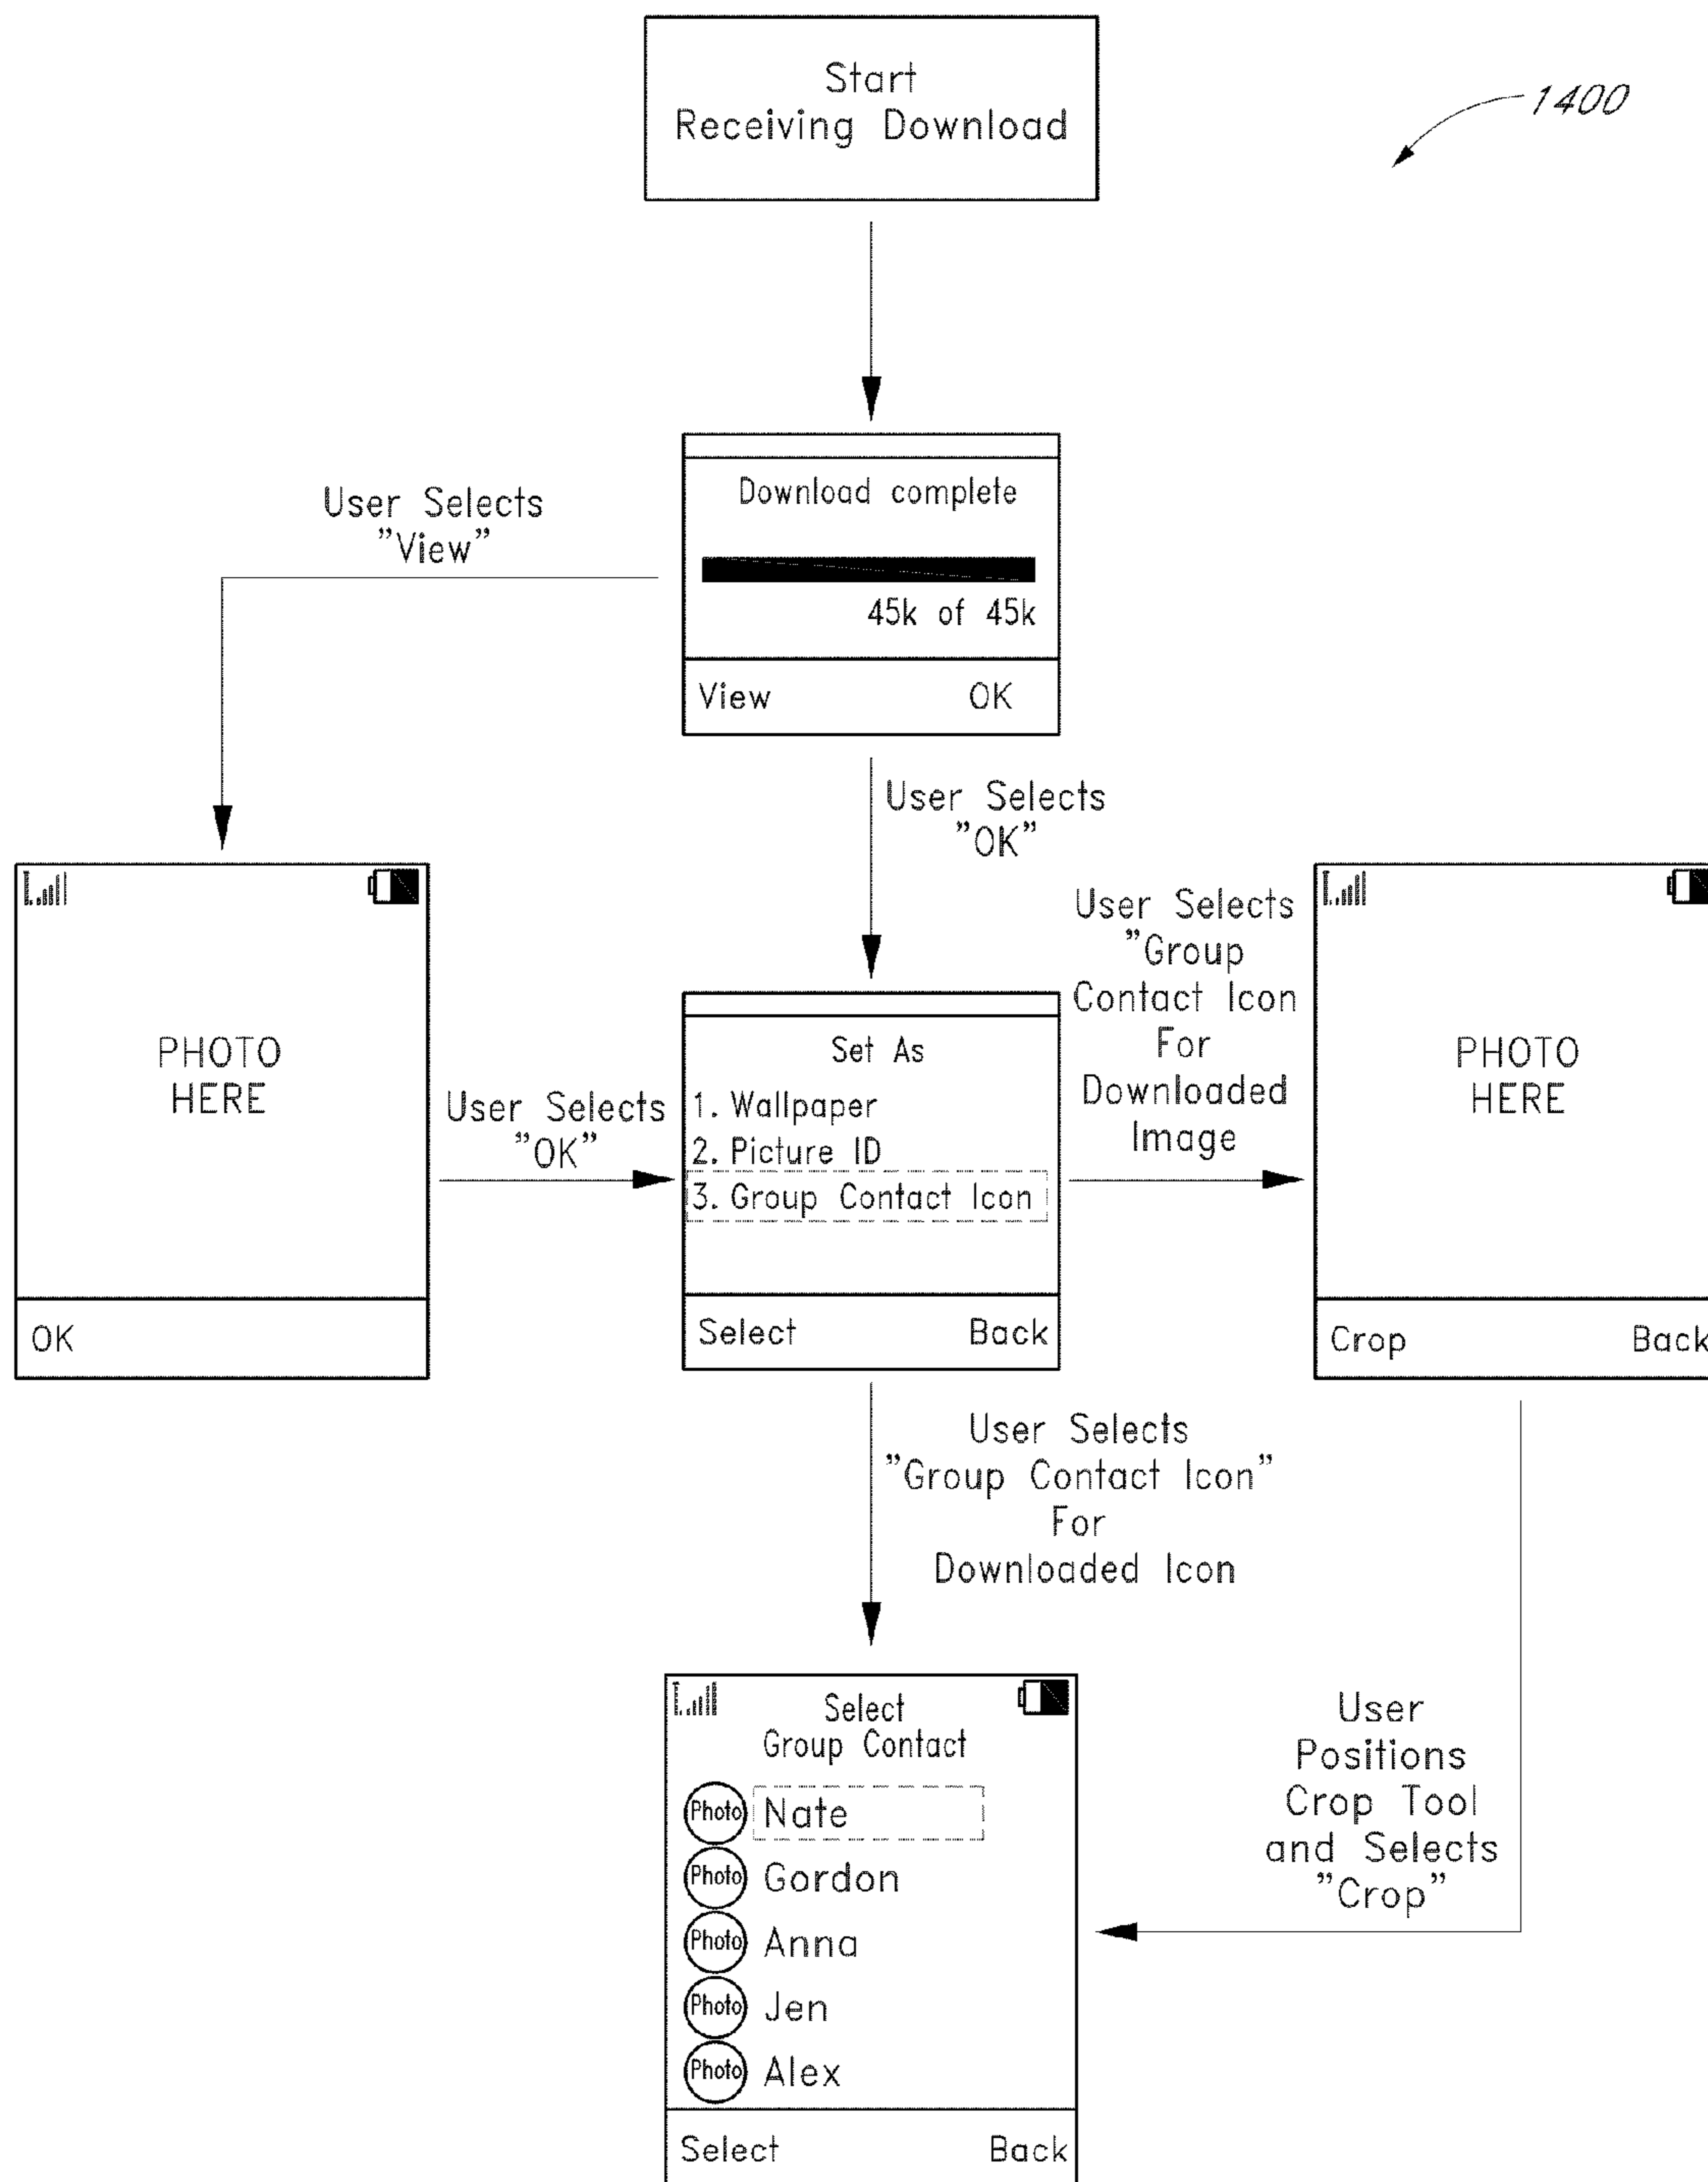 Start
Receiving Download
1400
Download complete
45k of 45k
View OK
User Selects
"View"
User Selects
"OK"
PHOTO
HERE
OK
User Selects
"OK"
Set As
1. Wallpaper
2. Picture ID
3. Group Contact Icon
Select Back
User Selects
"Group
Contact Icon
For
Downloaded
Image
PHOTO
HERE
Crop Back
User Selects
"Group Contact Icon"
For
Downloaded Icon
User
Positions
Crop Tool
and Selects
"Crop"
Select
Group Contact
Photo Nate
Photo Gordon
Photo Anna
Photo Jen
Photo Alex
Select Back